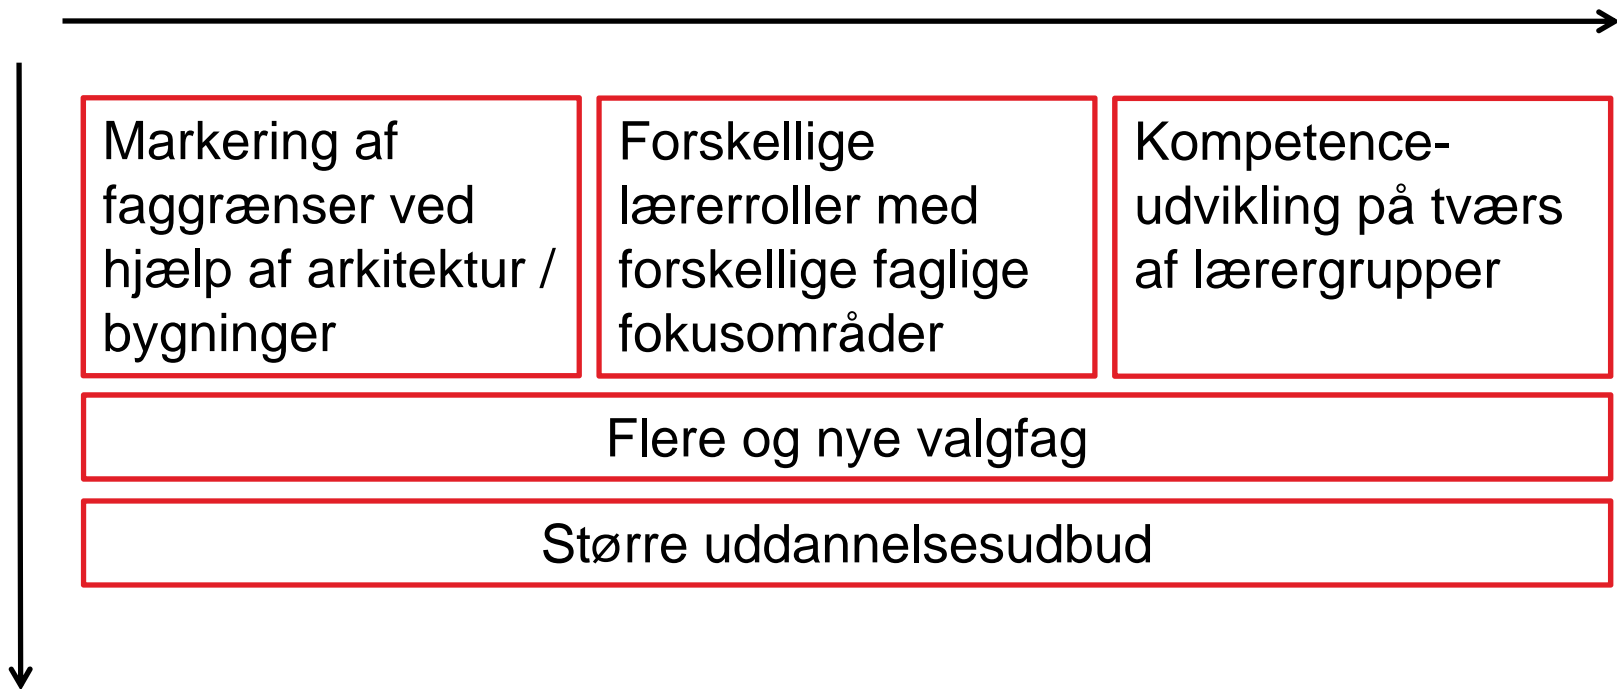 Markering af
faggrænser ved
hjælp af arkitektur /
bygninger
Forskellige
lærerroller med
forskellige faglige
fokusområder
Kompetence-
udvikling på tværs
af lærergrupper
Flere og nye valgfag
Større uddannelsesudbud